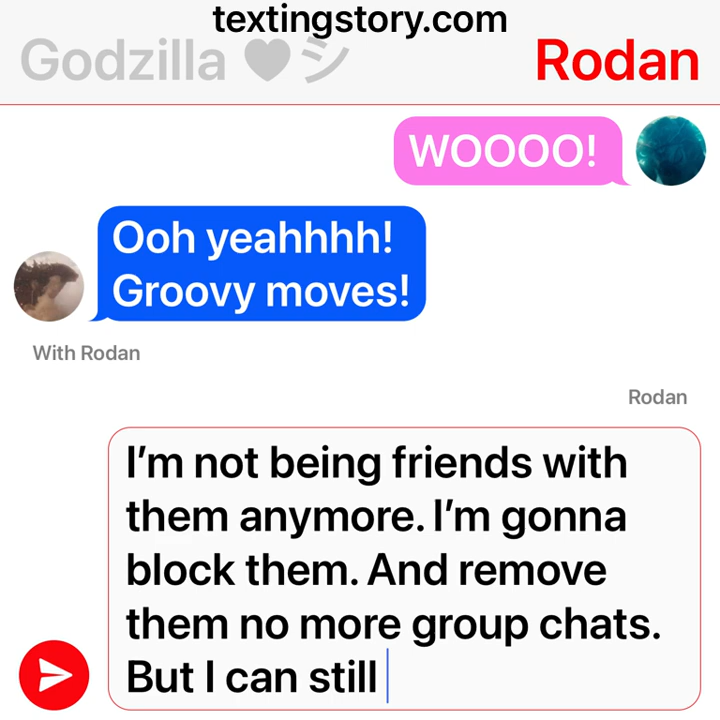 textingstory.com
Godzilla 🖤シ
Rodan
WOOOO!
Ooh yeahhhh!
Groovy moves!
With Rodan
Rodan
I'm not being friends with
them anymore. I'm gonna
block them. And remove
them no more group chats.
But I can still